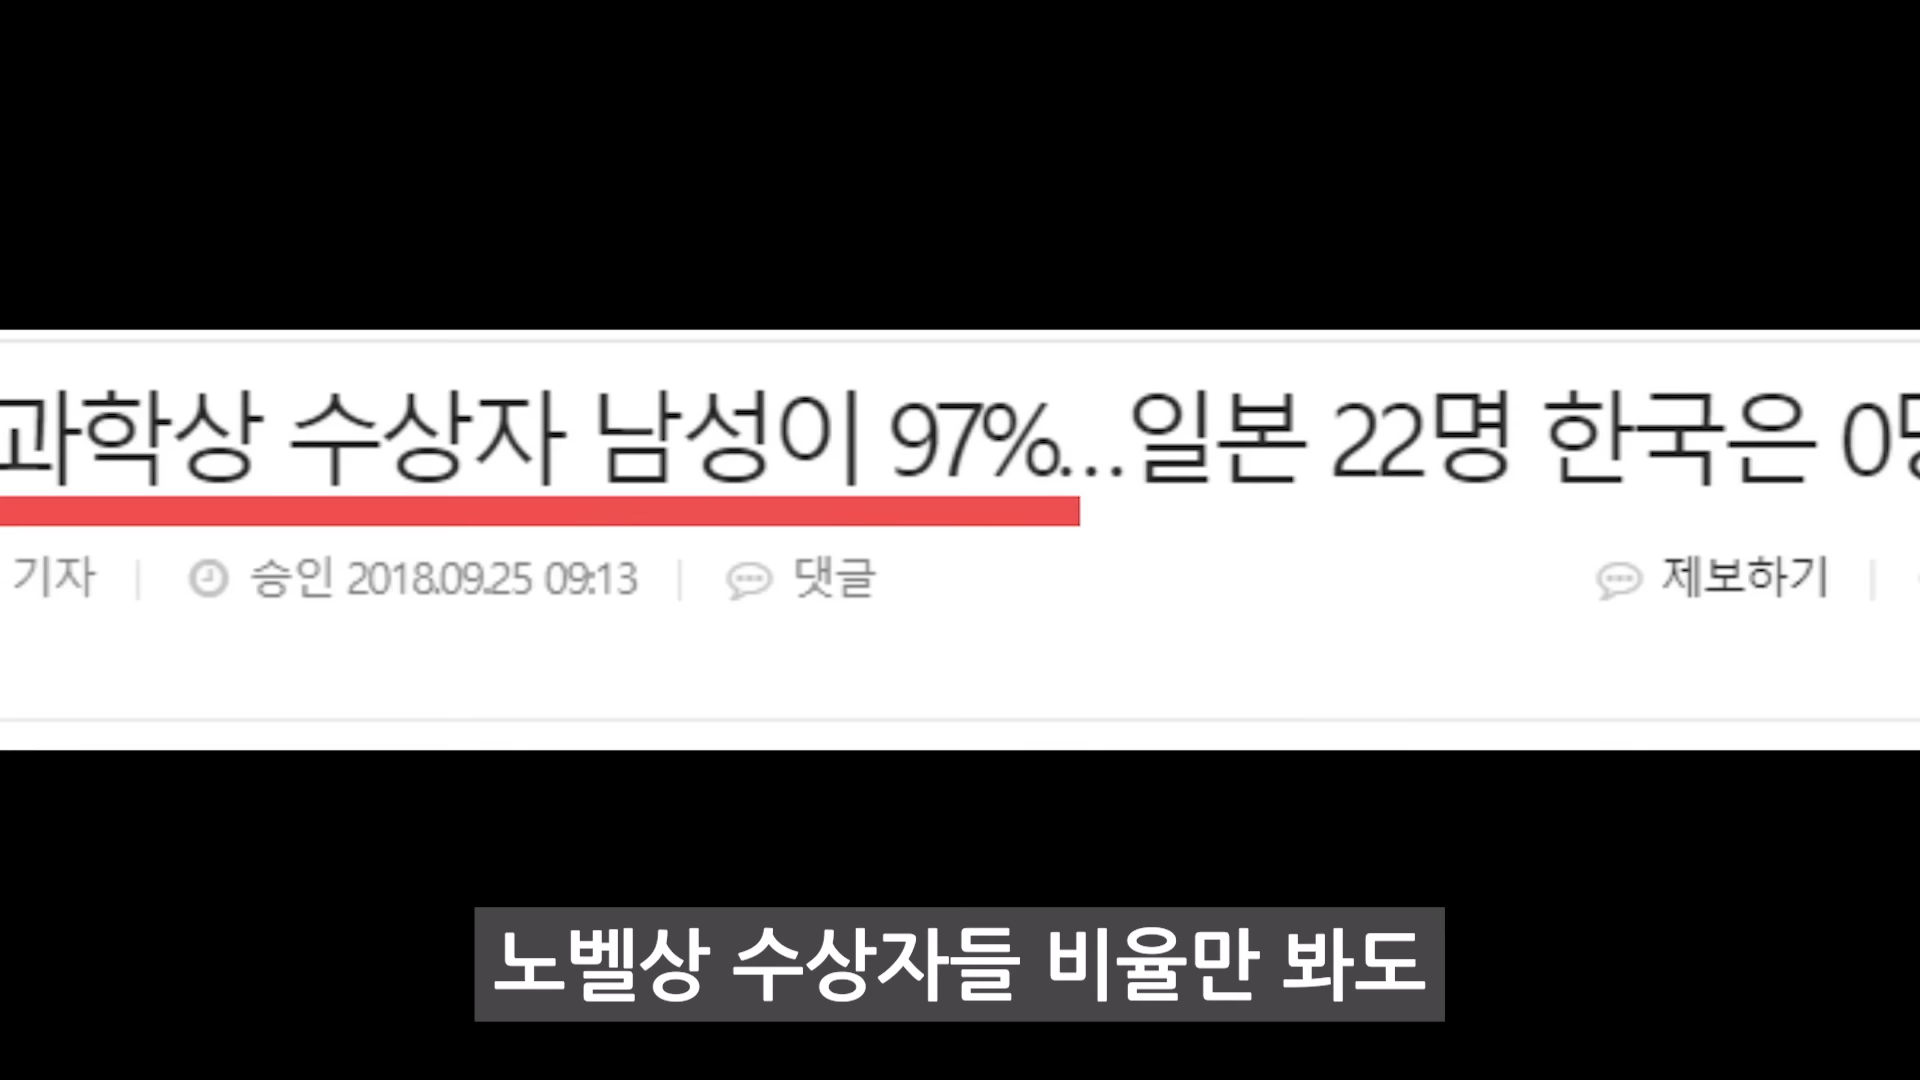 과학상 수상자 남성이 97%...일본 22명 한국은 0명
기자 승인 2018.09.25 09:13 댓글 제보하기
노벨상 수상자들 비율만 봐도